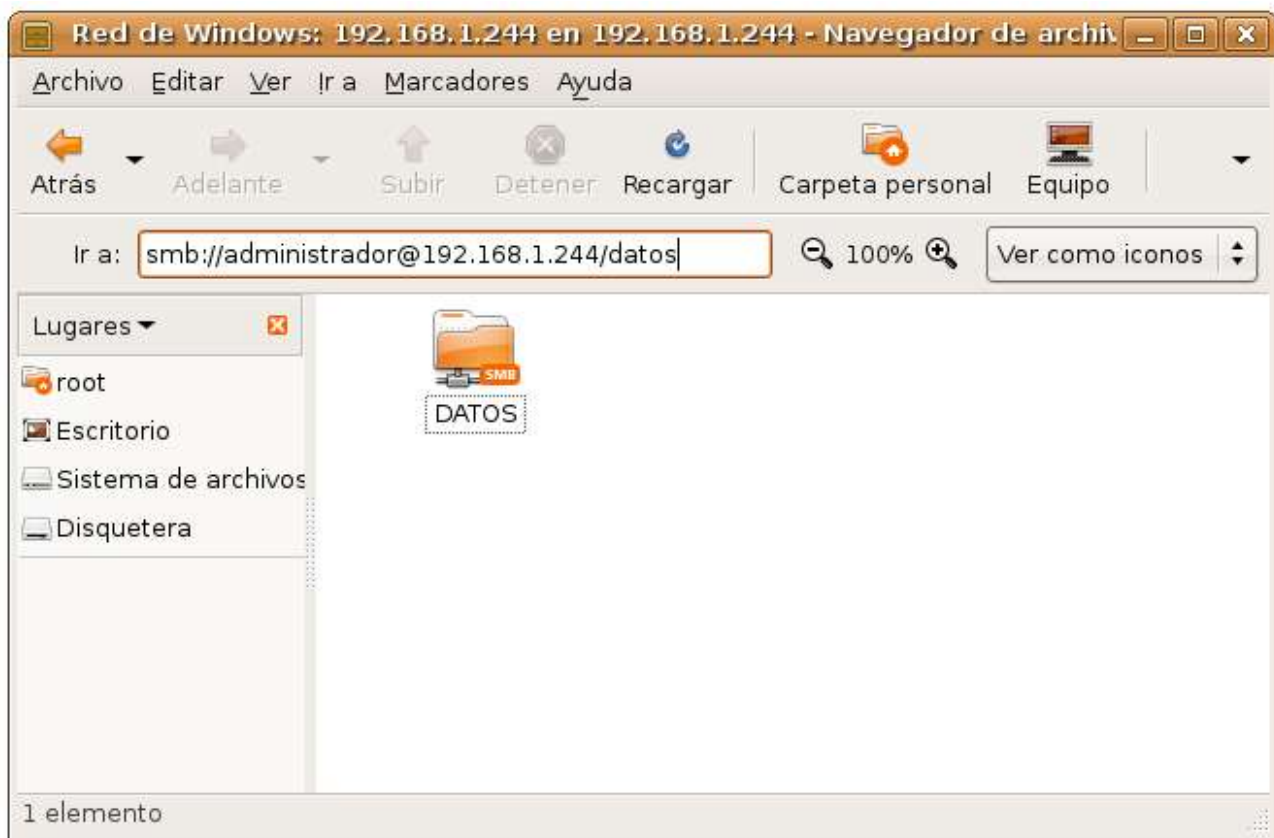 Red de Windows: 192.168.1.244 en 192.168.1.244 - Navegador de archiv
Archivo Editar Ver Ir a Marcadores Ayuda
Atrás Adelante Subir Detener Recargar Carpeta personal Equipo
Ir a: smb://administrador@192.168.1.244/datos 100% Ver como iconos
Lugares
root
Escritorio
Sistema de archivos
Disquetera
SMB
DATOS
1 elemento